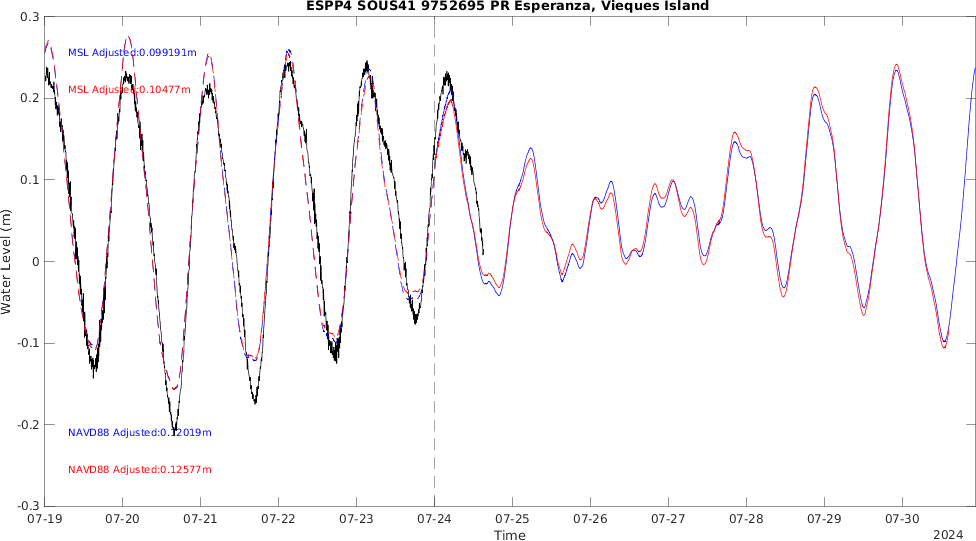 ESPP4 SOUS41 9752695 PR Esperanza, Vieques Island
0.3
MSL Adjusted:0.099191m
MSL Adjusted:0.10477m
0.2
0.1
Water Level (m)
0
-0.1
-0.2
NAVD88 Adjusted:0.12019m
NAVD88 Adjusted:0.12577m
-0.3
07-19 07-20 07-21 07-22 07-23 07-24 07-25 07-26 07-27 07-28 07-29 07-30
Time
2024